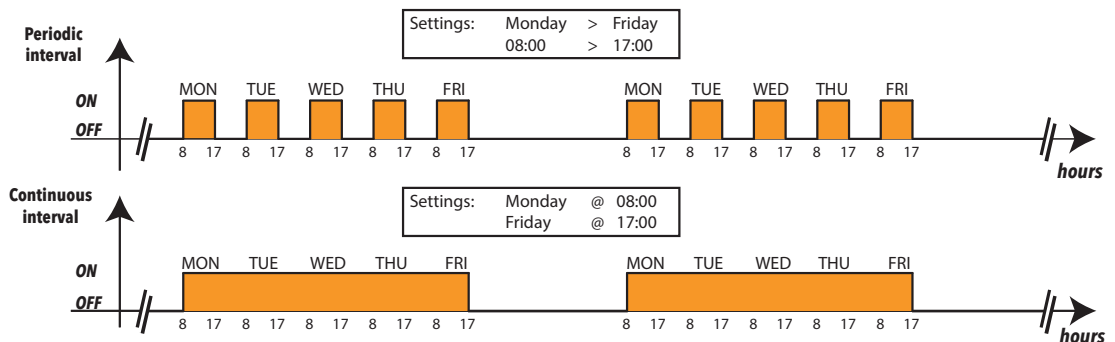 Settings: Monday > Friday
08:00 > 17:00
Periodic
interval
MON TUE WED THU FRI MON TUE WED THU FRI
ON
OFF
8 17 8 17 8 17 8 17 8 17 8 17 8 17 8 17 8 17 8 17
hours
Settings: Monday @ 08:00
Friday @ 17:00
Continuous
interval
MON TUE WED THU FRI MON TUE WED THU FRI
ON
OFF
8 17 8 17 8 17 8 17 8 17 8 17 8 17 8 17 8 17 8 17
hours